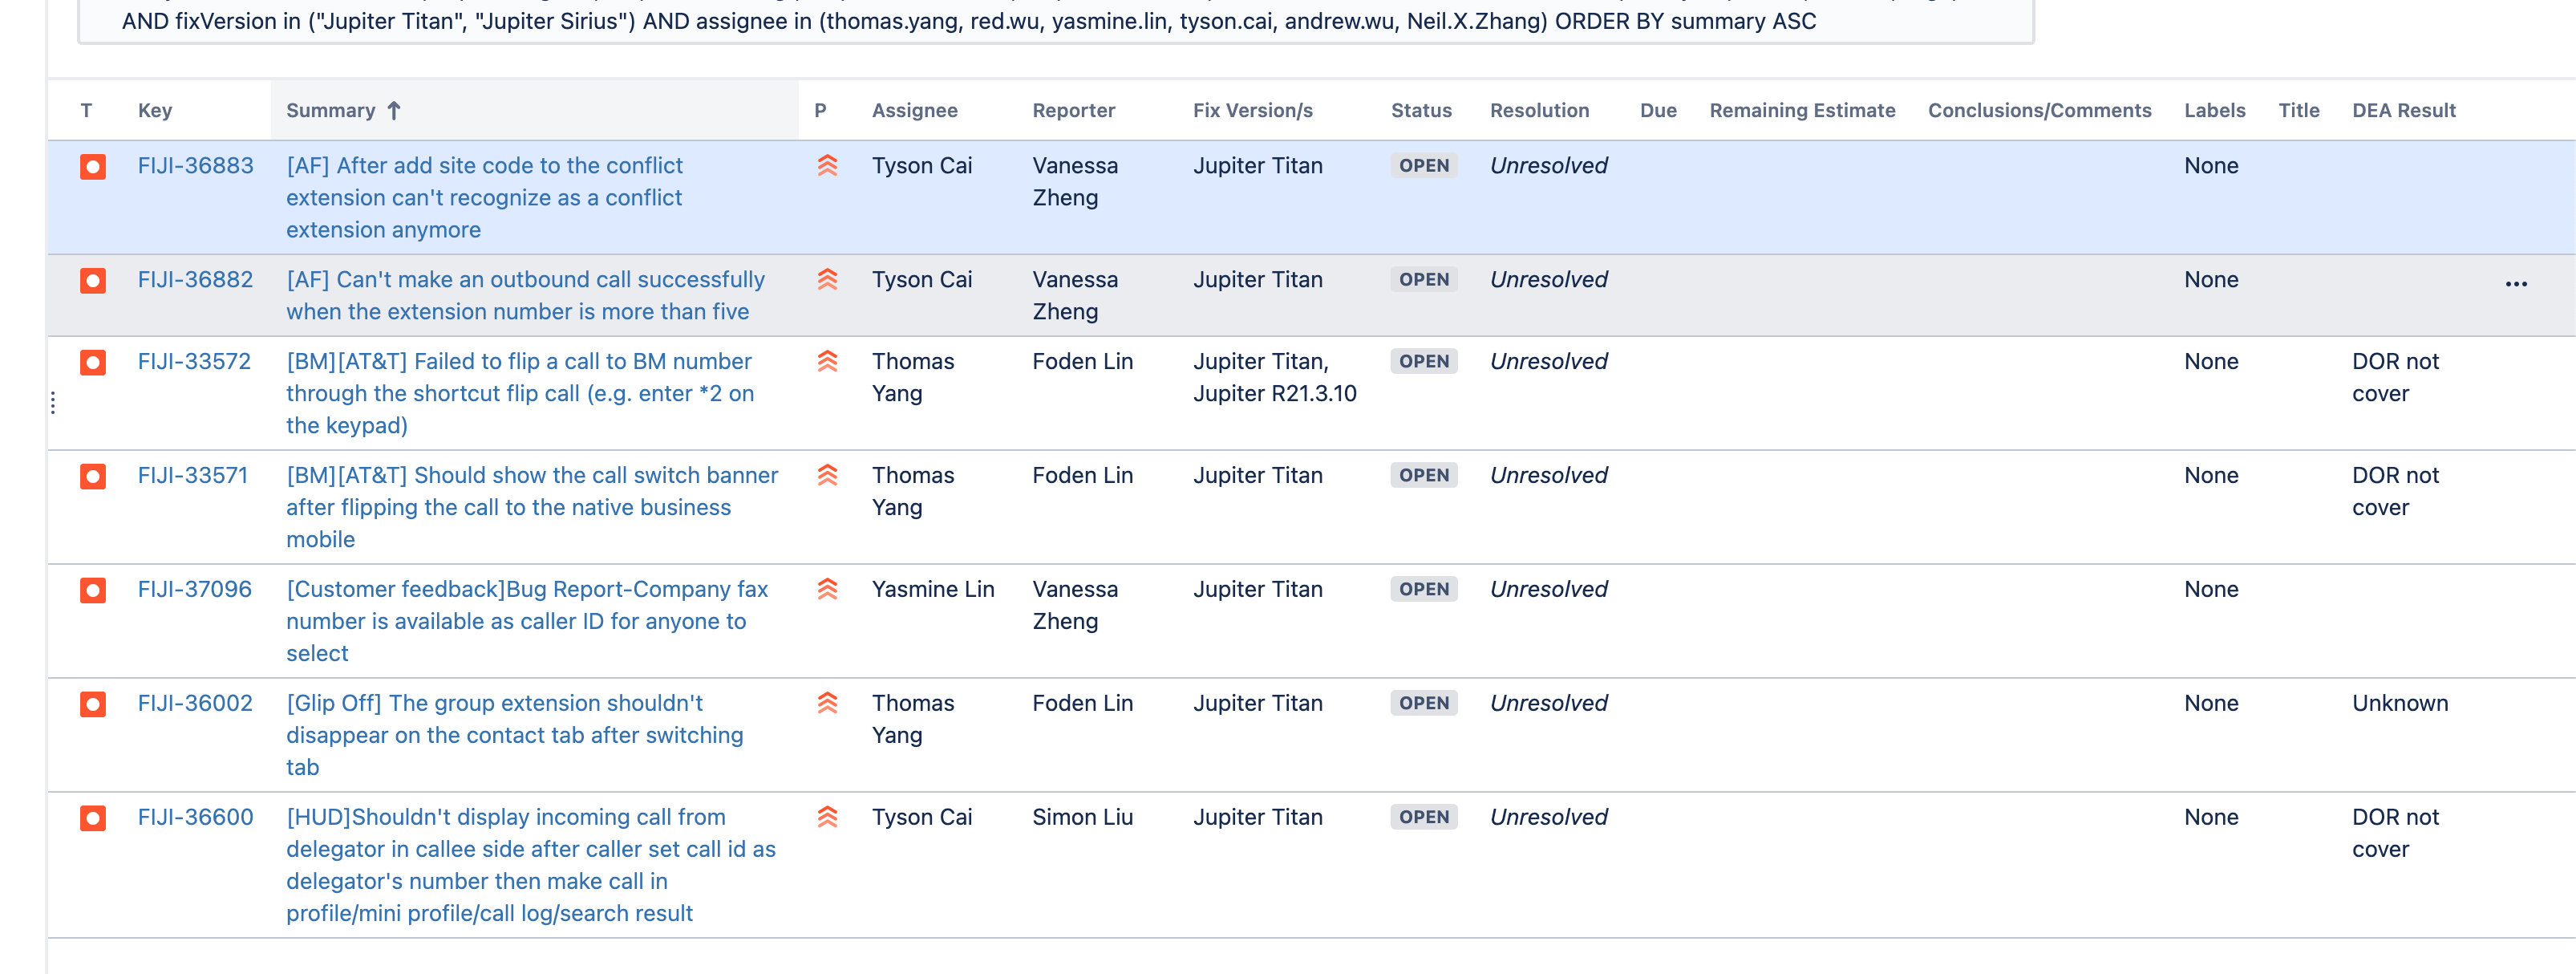 AND fixVersion in ("Jupiter Titan", "Jupiter Sirius") AND assignee in (thomas.yang, red.wu, yasmine.lin, tyson.cai, andrew.wu, Neil.X.Zhang) ORDER BY summary ASC
T Key Summary ↑ P Assignee Reporter Fix Version/s Status Resolution Due Remaining Estimate Conclusions/Comments Labels Title DEA Result
FIJI-36883 [AF] After add site code to the conflict Tyson Cai Vanessa Jupiter Titan OPEN Unresolved None
extension can't recognize as a conflict Zheng
extension anymore
FIJI-36882 [AF] Can't make an outbound call successfully Tyson Cai Vanessa Jupiter Titan OPEN Unresolved None
when the extension number is more than five Zheng
FIJI-33572 [BM][AT&T] Failed to flip a call to BM number Thomas Foden Lin Jupiter Titan, OPEN Unresolved None DOR not
through the shortcut flip call (e.g. enter *2 on Yang Jupiter R21.3.10 cover
the keypad)
FIJI-33571 [BM][AT&T] Should show the call switch banner Thomas Foden Lin Jupiter Titan OPEN Unresolved None DOR not
after flipping the call to the native business Yang cover
mobile
FIJI-37096 [Customer feedback]Bug Report-Company fax Yasmine Lin Vanessa Jupiter Titan OPEN Unresolved None
number is available as caller ID for anyone to Zheng
select
FIJI-36002 [Glip Off] The group extension shouldn't Thomas Foden Lin Jupiter Titan OPEN Unresolved None Unknown
disappear on the contact tab after switching Yang
tab
FIJI-36600 [HUD]Shouldn't display incoming call from Tyson Cai Simon Liu Jupiter Titan OPEN Unresolved None DOR not
delegator in callee side after caller set call id as cover
delegator's number then make call in
profile/mini profile/call log/search result